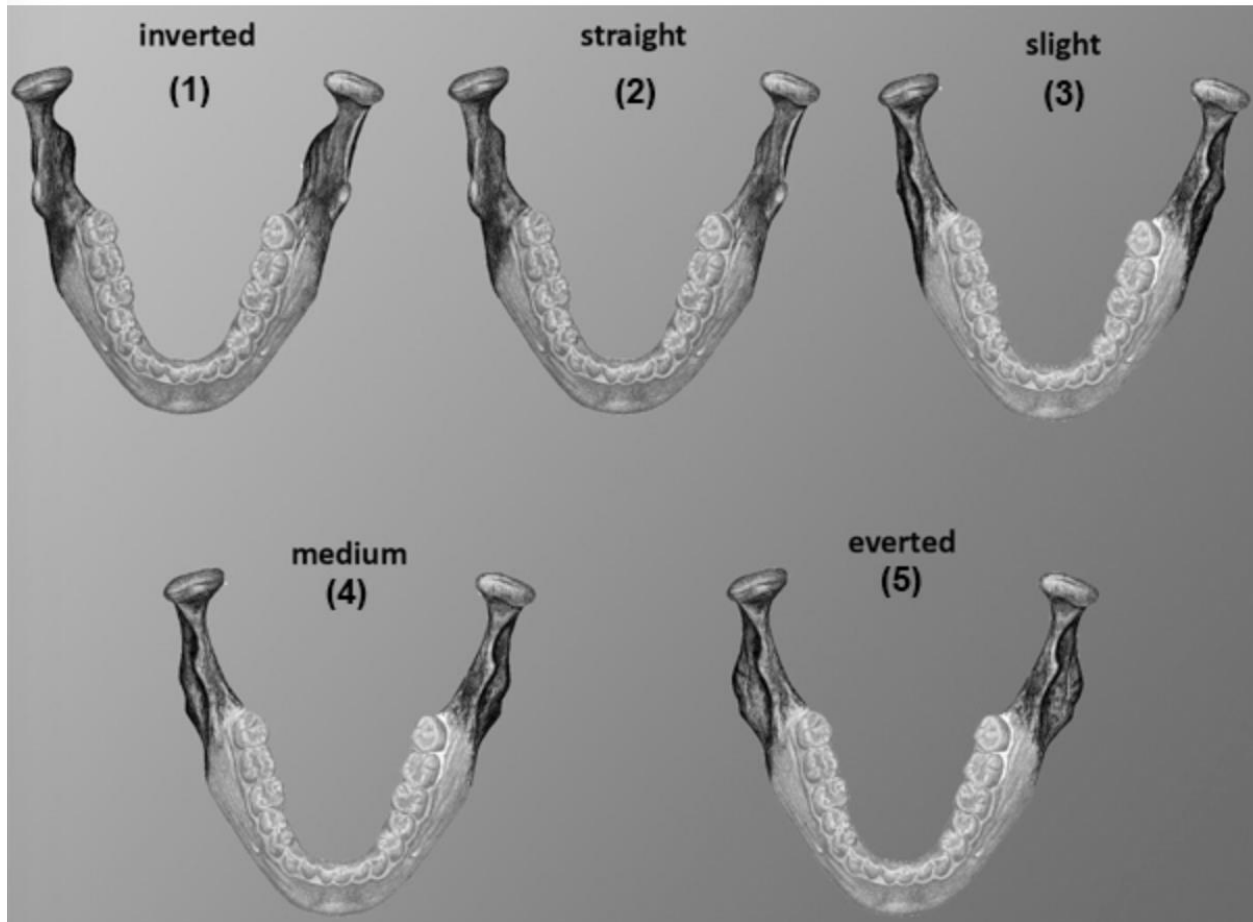 inverted
(1)
straight
(2)
slight
(3)
medium
(4)
everted
(5)